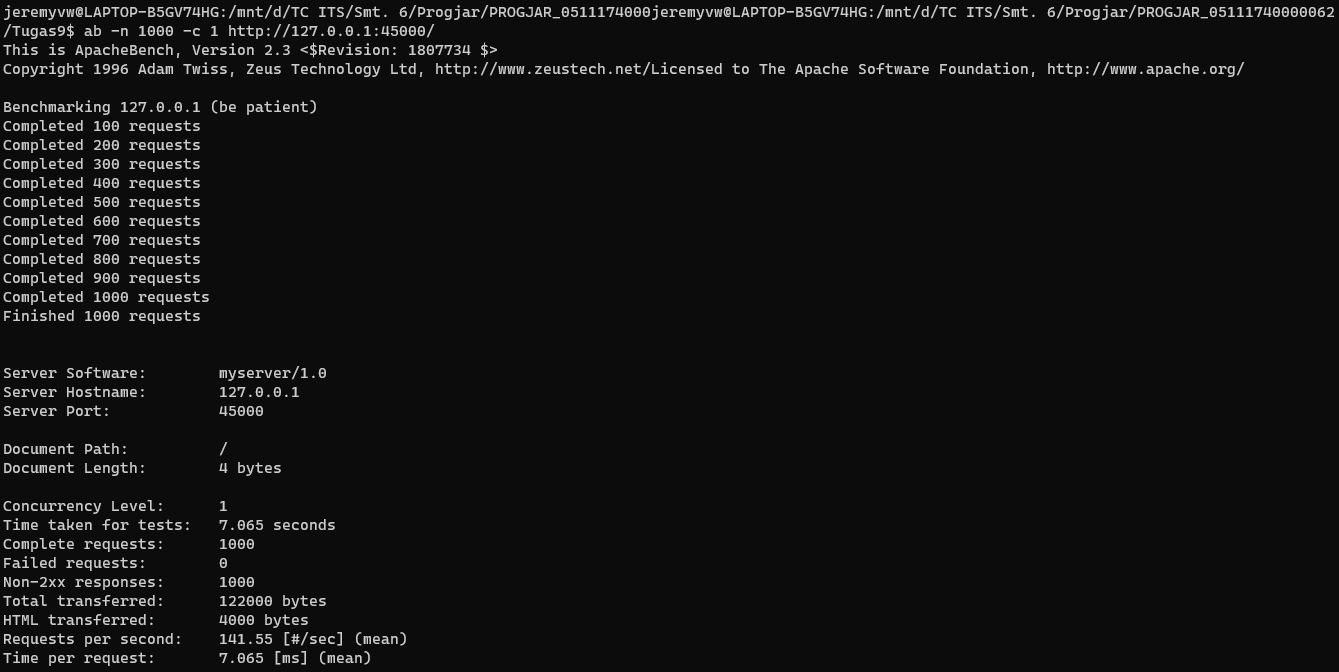 jeremyvw@LAPTOP-B5GV74HG:/mnt/d/TC ITS/Smt. 6/Progjar/PROGJAR_0511174000jeremyvw@LAPTOP-B5GV74HG:/mnt/d/TC ITS/Smt. 6/Progjar/PROGJAR_05111740000062
/Tugas9$ ab -n 1000 -c 1 http://127.0.0.1:45000/
This is ApacheBench, Version 2.3 <$Revision: 1807734 $>
Copyright 1996 Adam Twiss, Zeus Technology Ltd, http://www.zeustech.net/Licensed to The Apache Software Foundation, http://www.apache.org/
Benchmarking 127.0.0.1 (be patient)
Completed 100 requests
Completed 200 requests
Completed 300 requests
Completed 400 requests
Completed 500 requests
Completed 600 requests
Completed 700 requests
Completed 800 requests
Completed 900 requests
Completed 1000 requests
Finished 1000 requests
Server Software:        myserver/1.0
Server Hostname:        127.0.0.1
Server Port:            45000
Document Path:          /
Document Length:        4 bytes
Concurrency Level:      1
Time taken for tests:   7.065 seconds
Complete requests:      1000
Failed requests:        0
Non-2xx responses:      1000
Total transferred:      122000 bytes
HTML transferred:       4000 bytes
Requests per second:    141.55 [#/sec] (mean)
Time per request:       7.065 [ms] (mean)